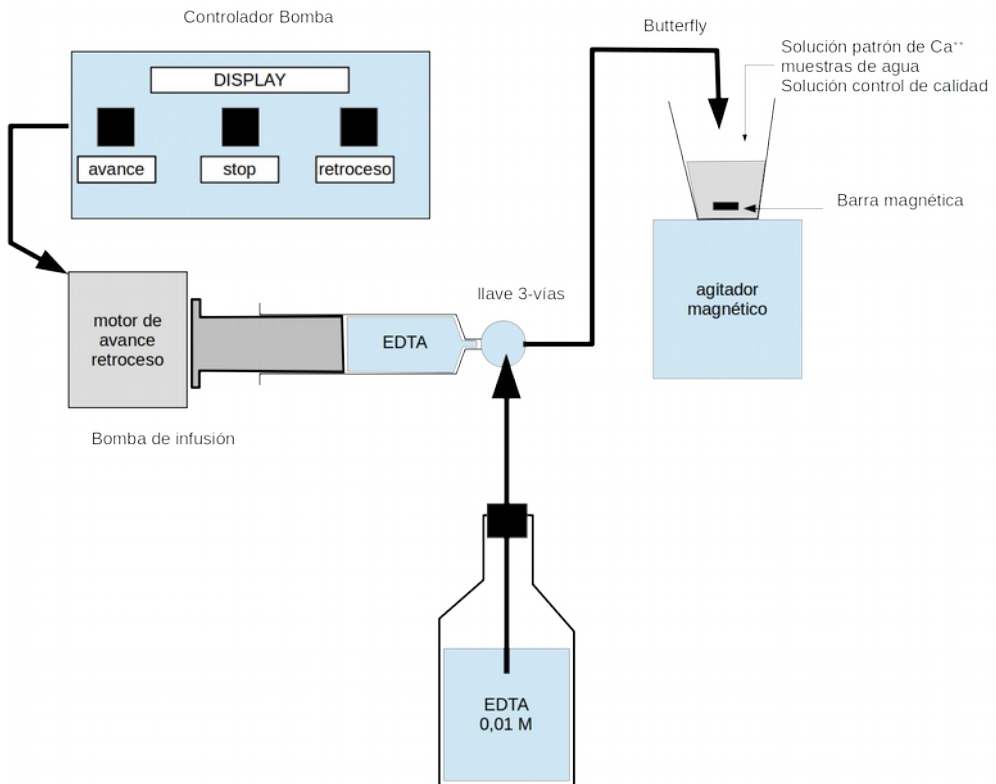 Controlador Bomba
DISPLAY
avance
stop
retroceso
Butterfly
Solución patrón de Ca⁺⁺
muestras de agua
Solución control de calidad
Barra magnética
agitador
magnético
llave 3-vías
motor de
avance
retroceso
EDTA
Bomba de infusión
EDTA
0,01 M